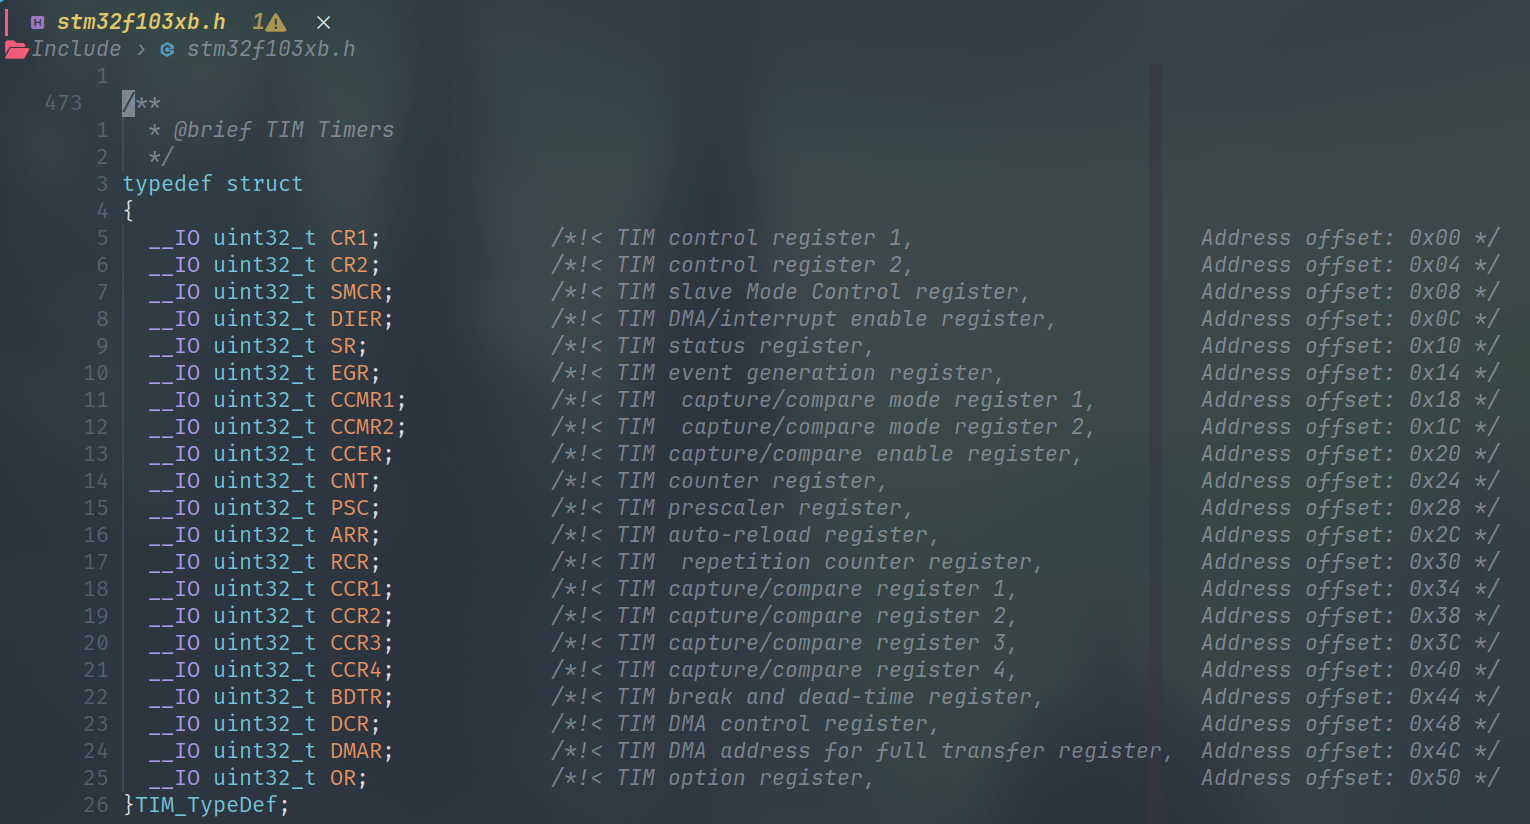 stm32f103xb.h 1
Include › stm32f103xb.h
1
473 /**
1 * @brief TIM Timers
2 */
3 typedef struct
4 {
5 __IO uint32_t CR1; /*!< TIM control register 1, Address offset: 0x00 */
6 __IO uint32_t CR2; /*!< TIM control register 2, Address offset: 0x04 */
7 __IO uint32_t SMCR; /*!< TIM slave Mode Control register, Address offset: 0x08 */
8 __IO uint32_t DIER; /*!< TIM DMA/interrupt enable register, Address offset: 0x0C */
9 __IO uint32_t SR; /*!< TIM status register, Address offset: 0x10 */
10 __IO uint32_t EGR; /*!< TIM event generation register, Address offset: 0x14 */
11 __IO uint32_t CCMR1; /*!< TIM  capture/compare mode register 1, Address offset: 0x18 */
12 __IO uint32_t CCMR2; /*!< TIM  capture/compare mode register 2, Address offset: 0x1C */
13 __IO uint32_t CCER; /*!< TIM capture/compare enable register, Address offset: 0x20 */
14 __IO uint32_t CNT; /*!< TIM counter register, Address offset: 0x24 */
15 __IO uint32_t PSC; /*!< TIM prescaler register, Address offset: 0x28 */
16 __IO uint32_t ARR; /*!< TIM auto-reload register, Address offset: 0x2C */
17 __IO uint32_t RCR; /*!< TIM  repetition counter register, Address offset: 0x30 */
18 __IO uint32_t CCR1; /*!< TIM capture/compare register 1, Address offset: 0x34 */
19 __IO uint32_t CCR2; /*!< TIM capture/compare register 2, Address offset: 0x38 */
20 __IO uint32_t CCR3; /*!< TIM capture/compare register 3, Address offset: 0x3C */
21 __IO uint32_t CCR4; /*!< TIM capture/compare register 4, Address offset: 0x40 */
22 __IO uint32_t BDTR; /*!< TIM break and dead-time register, Address offset: 0x44 */
23 __IO uint32_t DCR; /*!< TIM DMA control register, Address offset: 0x48 */
24 __IO uint32_t DMAR; /*!< TIM DMA address for full transfer register, Address offset: 0x4C */
25 __IO uint32_t OR; /*!< TIM option register, Address offset: 0x50 */
26 }TIM_TypeDef;